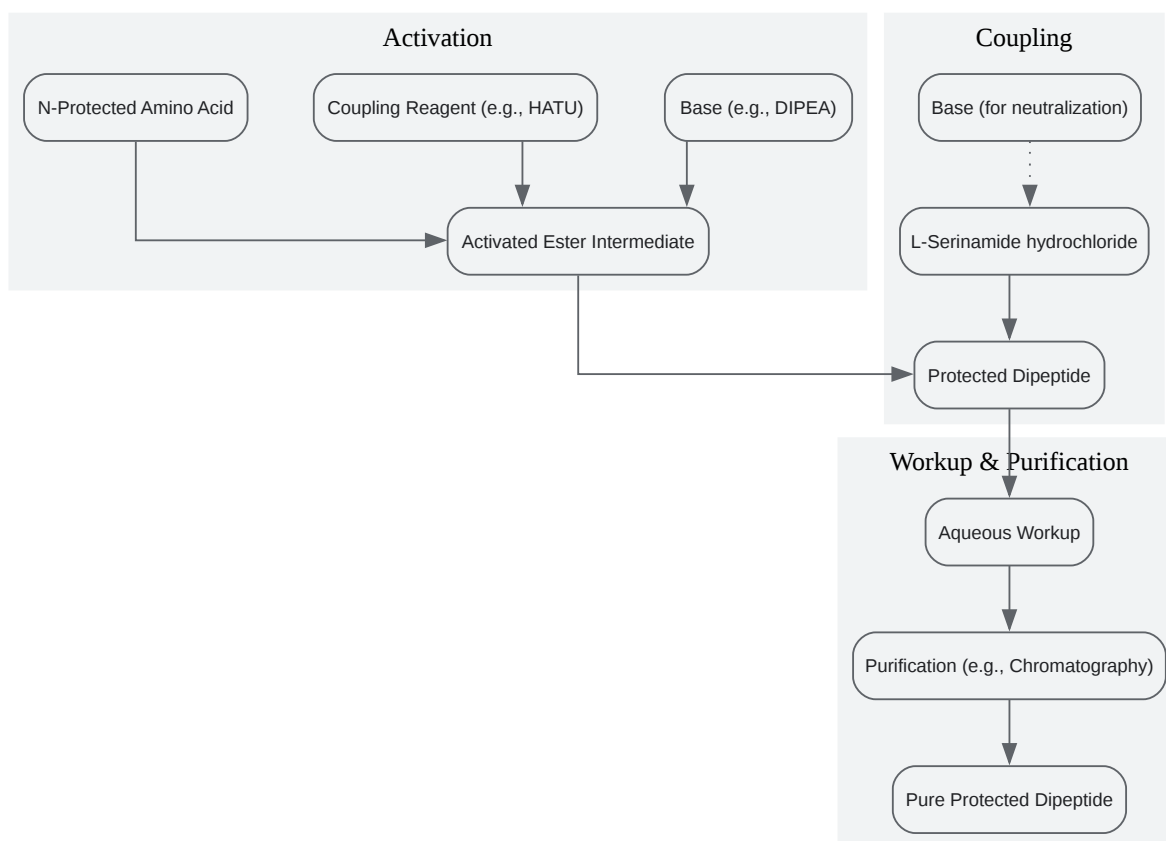 Activation
N-Protected Amino Acid
Coupling Reagent (e.g., HATU)
Base (e.g., DIPEA)
Activated Ester Intermediate
Coupling
Base (for neutralization)
L-Serinamide hydrochloride
Protected Dipeptide
Workup & Purification
Aqueous Workup
Purification (e.g., Chromatography)
Pure Protected Dipeptide